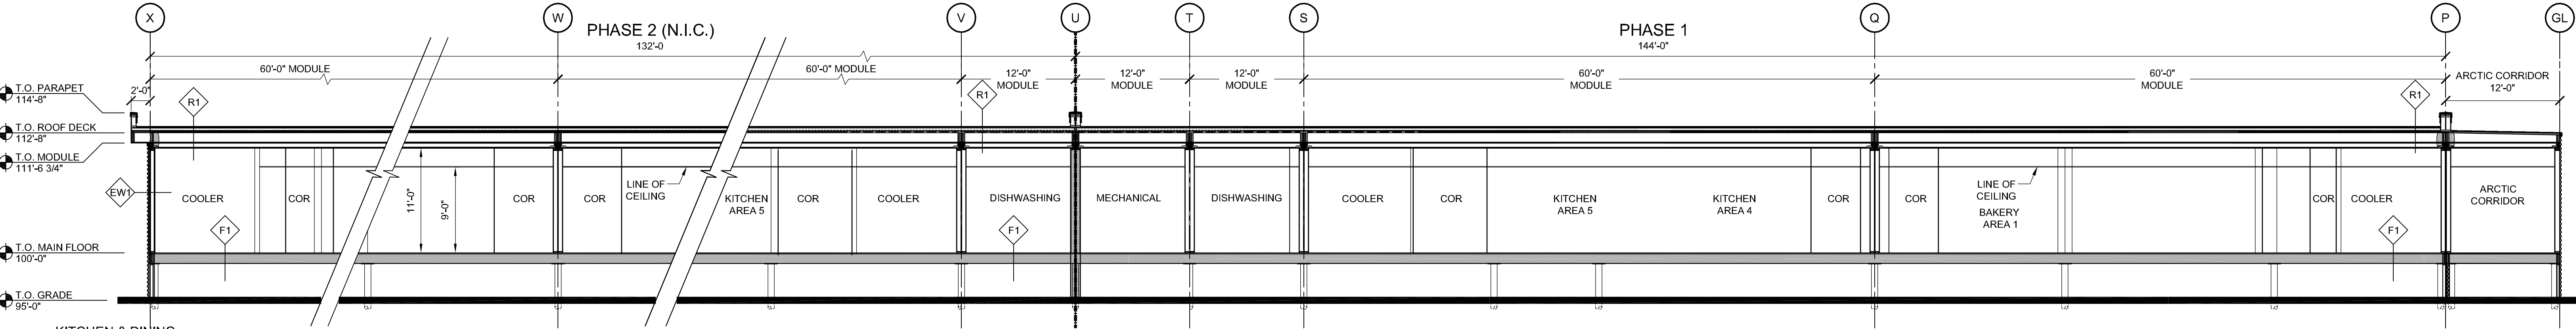 X
W
V
U
T
S
Q
P
GL
PHASE 2 (N.I.C.)
132'-0
PHASE 1
144'-0"
60'-0" MODULE
60'-0" MODULE
12'-0"
MODULE
12'-0"
MODULE
12'-0"
MODULE
60'-0"
MODULE
60'-0"
MODULE
ARCTIC CORRIDOR
12'-0"
2'-0"
T.O. PARAPET
114'-8"
T.O. ROOF DECK
112'-8"
T.O. MODULE
111'-6 3/4"
T.O. MAIN FLOOR
100'-0"
T.O. GRADE
95'-0"
R1
R1
R1
EW1
COOLER
COR
11'-0"
9'-0"
COR
COR
LINE OF
CEILING
KITCHEN
AREA 5
COR
COOLER
DISHWASHING
MECHANICAL
DISHWASHING
COOLER
COR
KITCHEN
AREA 5
KITCHEN
AREA 4
COR
COR
LINE OF
CEILING
BAKERY
AREA 1
COR
COOLER
ARCTIC
CORRIDOR
F1
F1
F1
KITCHEN & DINING